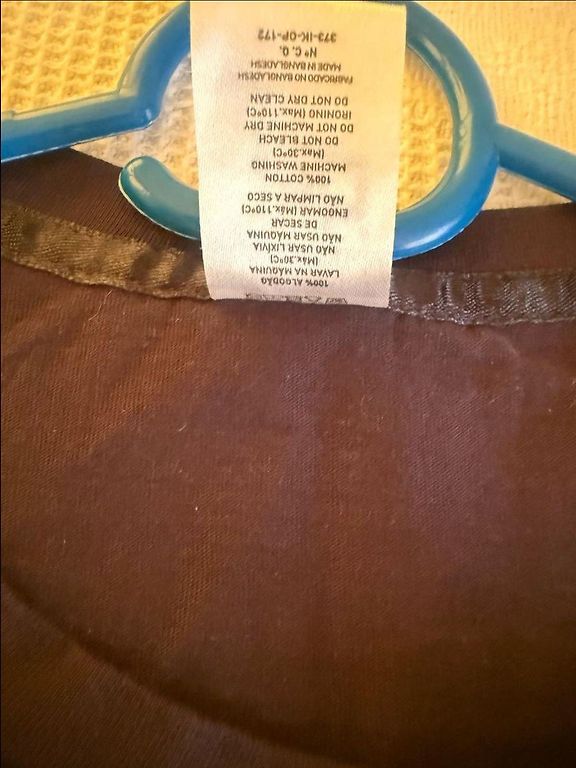 100% ALGODÃO
LAVAR NA MÁQUINA
(Máx.30ºC)
NÃO USAR LIXÍVIA
NÃO USAR MÁQUINA
DE SECAR
ENGOMAR (Máx.110ºC)
NÃO LIMPAR A SECO
100% COTTON
MACHINE WASHING
(Max.30ºC)
DO NOT BLEACH
DO NOT MACHINE DRY
IRONING (Max.110ºC)
DO NOT DRY CLEAN
FABRICADO NO BANGLADESH
MADE IN BANGLADESH
Nº C. Q.
373-IK-OP-172